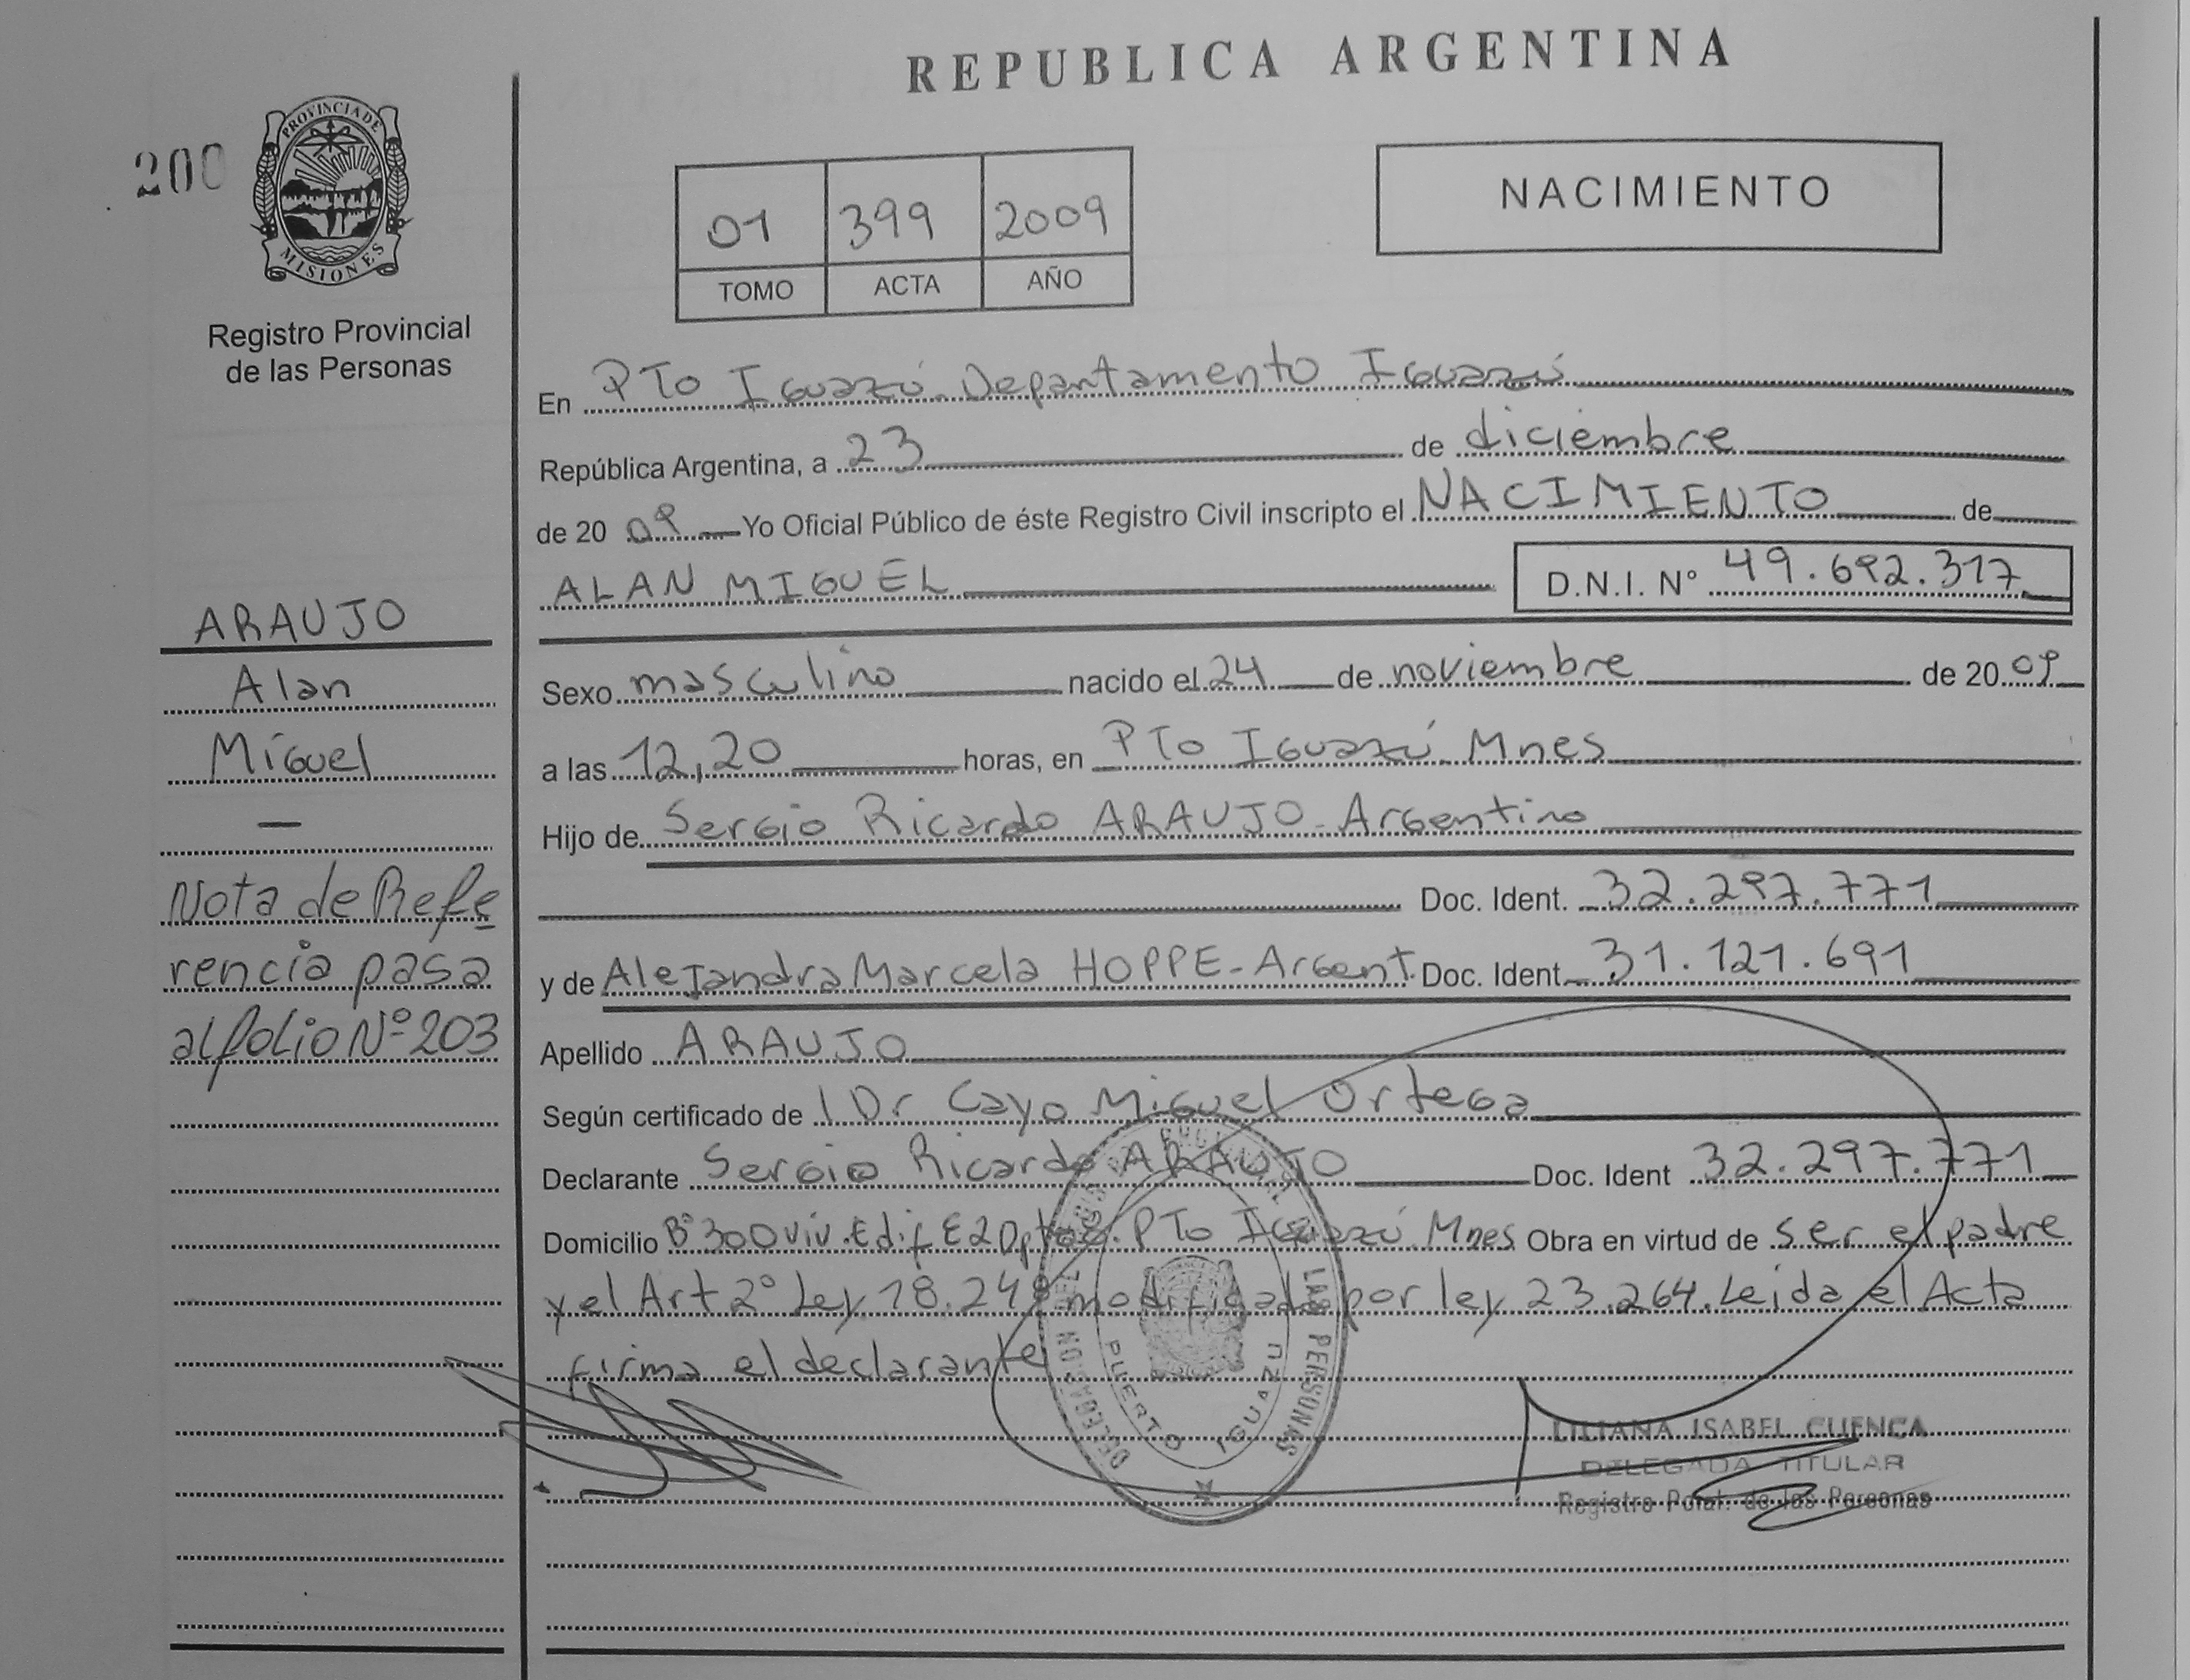 REPUBLICA ARGENTINA
200
PROVINCIA DE
MISIONES
Registro Provincial
de las Personas
01 399 2009
TOMO ACTA AÑO
NACIMIENTO
En PTo Iguazú. Departamento Iguazú
República Argentina, a 23 de diciembre
de 20 09 Yo Oficial Público de éste Registro Civil inscripto el NACIMIENTO de
ALAN MIGUEL D.N.I. Nº 49.692.317
ARAUJO
Alan
Miguel
Nota de Refe
rencia pasa
al folio Nº 203
Sexo masculino nacido el 24 de noviembre de 20 09
a las 12,20 horas, en PTo Iguazú. Mnes
Hijo de Sergio Ricardo ARAUJO - Argentino
Doc. Ident. 32.297.771
y de Alejandra Marcela HOPPE - Argent. Doc. Ident. 31.121.691
Apellido ARAUJO
Según certificado de l Dr Cayo Miguel Ortega
Declarante Sergio Ricardo ARAUJO Doc. Ident 32.297.771
Domicilio Bº 300 viv. Edif E2 PTo Iguazú. Mnes Obra en virtud de ser el padre
y el Art 2º Ley 18.248 modificada por ley 23.264. Leida el Acta
firma el declarante
DELEGACION DEL LAS PERSONAS
PUERTO IGUAZU
LILIANA ISABEL CUENCA
DELEGADA TITULAR
Registro Pcial. de las Personas